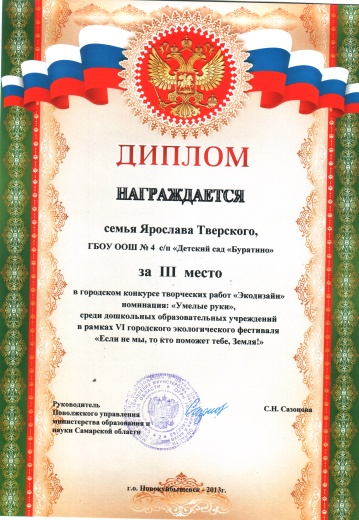 ДИПЛОМ
НАГРАЖДАЕТСЯ
семья Ярослава Тверского,
ГБОУ ООШ № 4 с/п «Детский сад «Буратино»
за III место
в городском конкурсе творческих работ «Экодизайн»
номинация: «Умелые руки»,
среди дошкольных образовательных учреждений
в рамках VI городского экологического фестиваля
«Если не мы, то кто поможет тебе, Земля!»
Руководитель
Поволжского управления
министерства образования и
науки Самарской области
С.Н. Сазонова
г.о. Новокуйбышевск - 2013г.